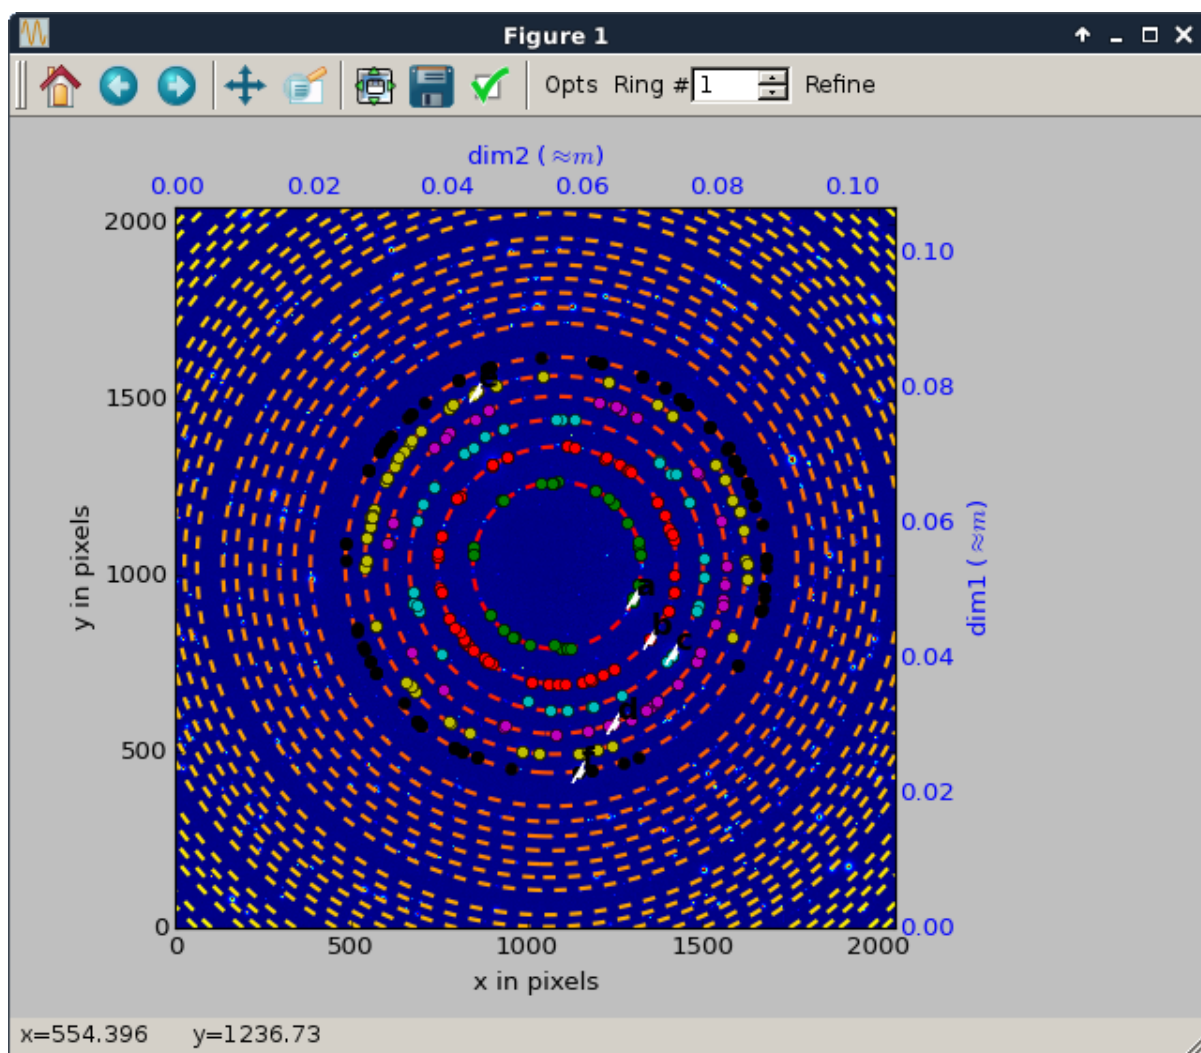 Figure 1
Opts Ring # 1 Refine
dim2 (≈m)
0.00 0.02 0.04 0.06 0.08 0.10
2000
1500
1000
500
0
y in pixels
a
b
c
d
f
0.10
0.08
0.06
0.04
0.02
0.00
dim1 (≈m)
0 500 1000 1500 2000
x in pixels
x=554.396 y=1236.73